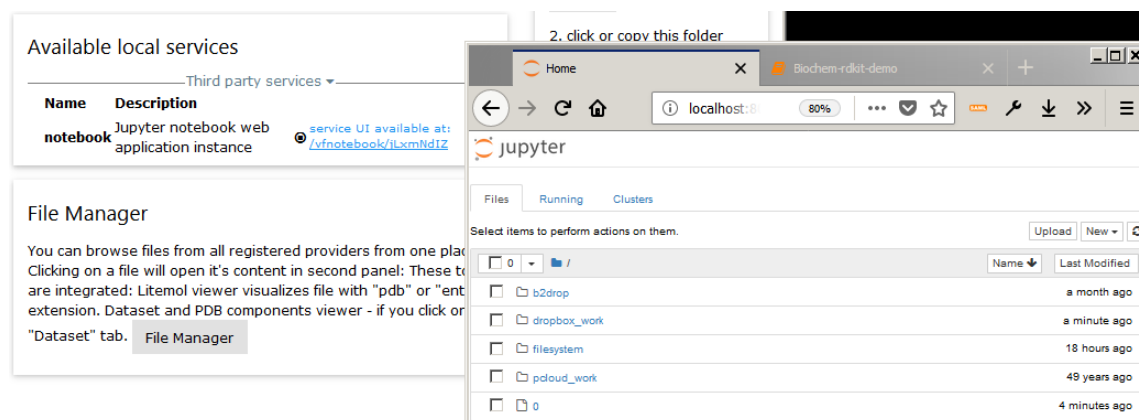 Available local services
Third party services
Name Description
notebook Jupyter notebook web application instance
service UI available at:
/vfnotebook/jLxmNdIZ
File Manager
You can browse files from all registered providers from one
Clicking on a file will open it's content in second panel: These
are integrated: Litemol viewer visualizes file with "pdb" or
extension. Dataset and PDB components viewer - if you click
"Dataset" tab. File Manager
2. click or copy this folder
Home
Biochem-rdkit-demo
localhost:8
80%
jupyter
Files Running Clusters
Select items to perform actions on them.
Upload New
0 / Name Last Modified
b2drop a month ago
dropbox_work a minute ago
filesystem 18 hours ago
pcloud_work 49 years ago
0 4 minutes ago